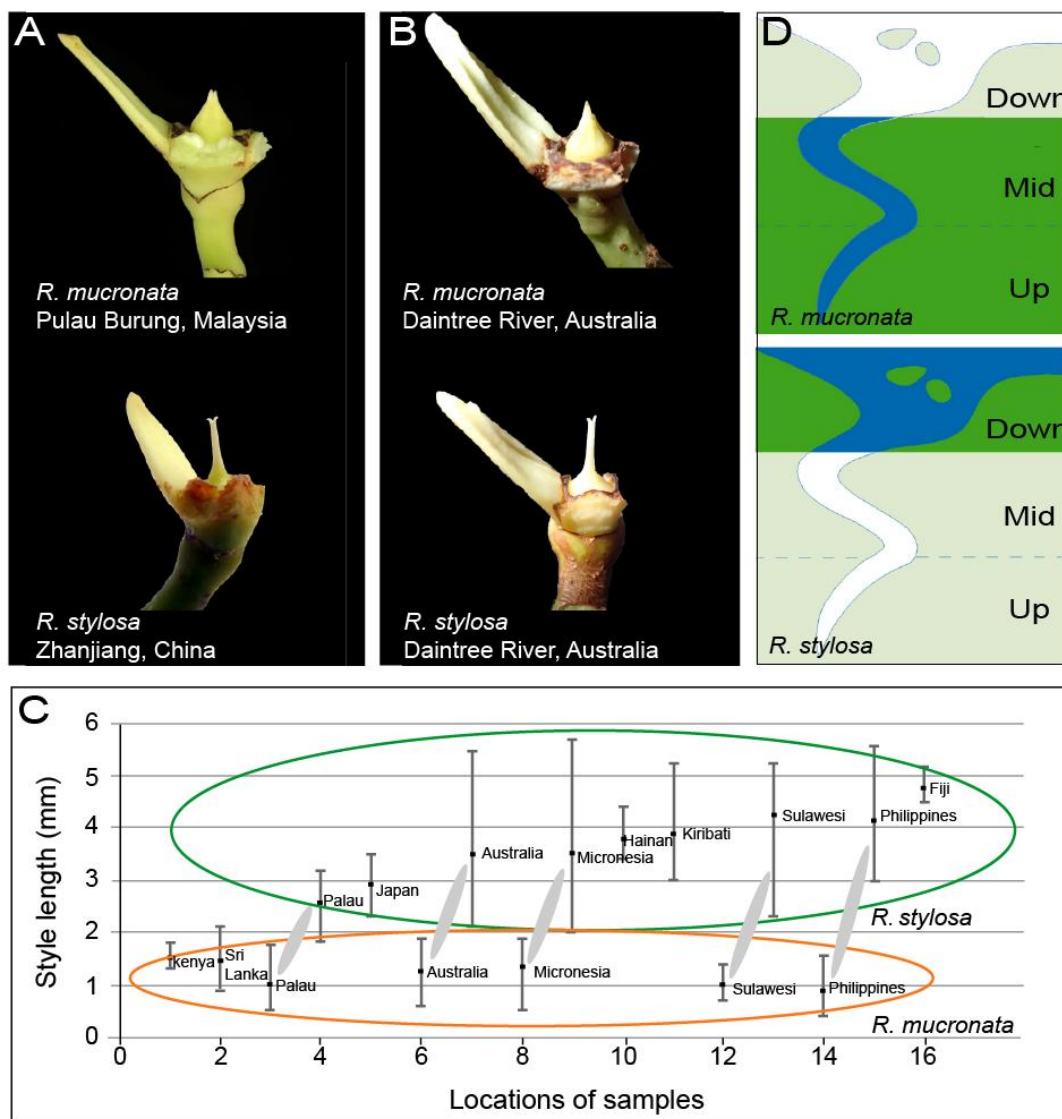 A
R. mucronata
Pulau Burung, Malaysia
R. stylosa
Zhanjiang, China
B
R. mucronata
Daintree River, Australia
R. stylosa
Daintree River, Australia
D
Down
Mid
Up
R. mucronata
Down
Mid
Up
R. stylosa
C
Style length (mm)
6
5
4
3
2
1
0
kenya
Sri
Lanka
Palau
Palau
Japan
Australia
Australia
Micronesia
Micronesia
Hainan
Kiribati
Sulawesi
Sulawesi
Philippines
Philippines
Fiji
R. stylosa
R. mucronata
0 2 4 6 8 10 12 14 16
Locations of samples